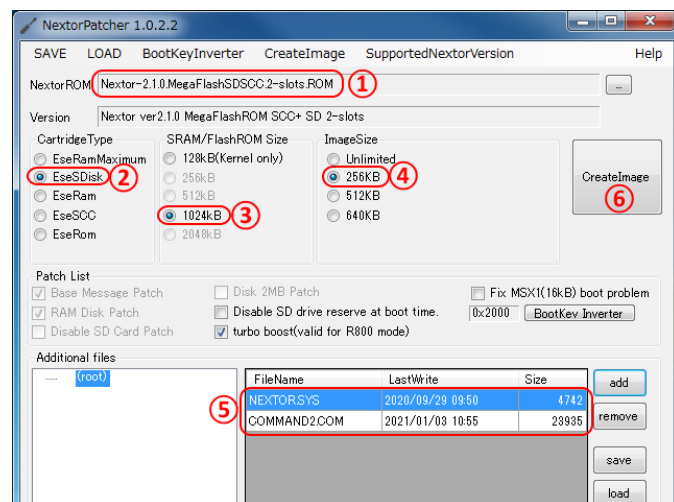 NextorPatcher 1.0.2.2
SAVE LOAD BootKeyInverter CreateImage SupportedNextorVersion Help
NextorROM Nextor-2.1.0.MegaFlashSDSCC.2-slots.ROM ① ...
Version Nextor ver2.1.0 MegaFlashROM SCC+ SD 2-slots
CartridgeType SRAM/FlashROM Size ImageSize
EseRamMaximum 128kB(Kernel only) Unlimited
EseSDisk ② 256kB 256KB ④ CreateImage
EseRam 512kB 512KB ⑥
EseSCC 1024kB ③ 640KB
EseRom 2048kB
Patch List
Base Message Patch Disk 2MB Patch Fix MSX1(16kB) boot problem
RAM Disk Patch Disable SD drive reserve at boot time. 0x2000 BootKey Inverter
Disable SD Card Patch turbo boost(valid for R800 mode)
Additional files
(root) FileName LastWrite Size add
⑤ NEXTOR.SYS 2020/09/29 09:50 4742
COMMAND2.COM 2021/01/03 10:55 23935 remove
save
load